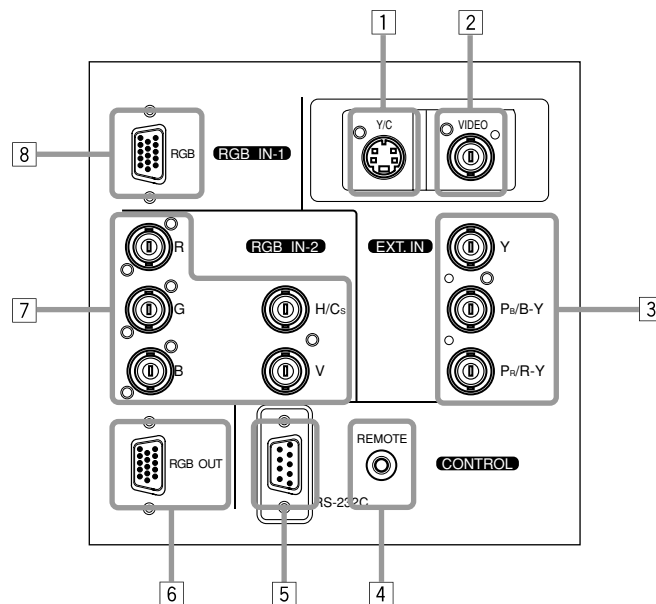 1
2
Y/C
VIDEO
8
RGB
RGB IN-1
R
RGB IN-2
EXT. IN
Y
7
G
H/Cs
PB/B-Y
3
B
V
PR/R-Y
RGB OUT
REMOTE
CONTROL
RS-232C
6
5
4